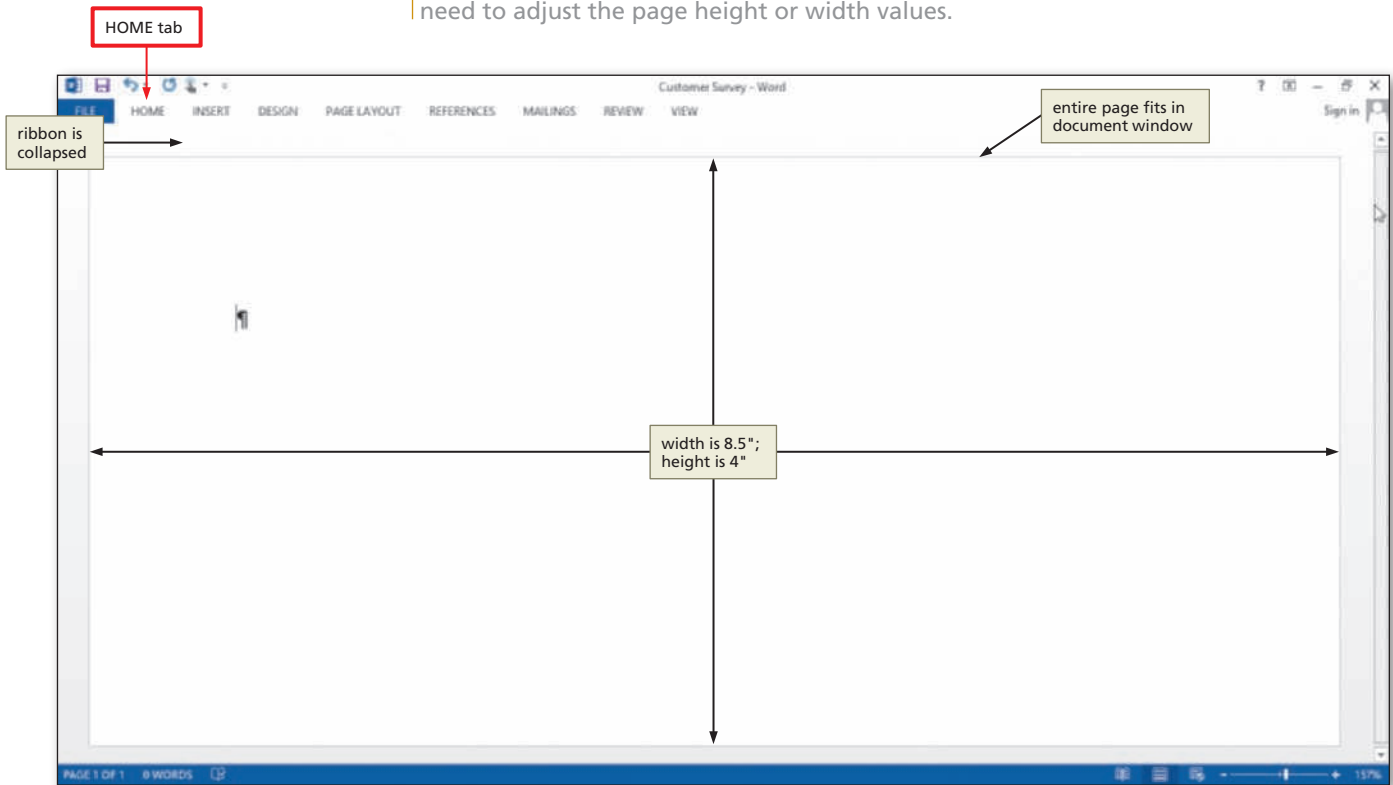 need to adjust the page height or width values.
HOME tab
Customer Survey - Word
?
FILE HOME INSERT DESIGN PAGE LAYOUT REFERENCES MAILINGS REVIEW VIEW
Sign in
ribbon is
collapsed
entire page fits in
document window
¶
width is 8.5";
height is 4"
PAGE 1 OF 1 0 WORDS
157%